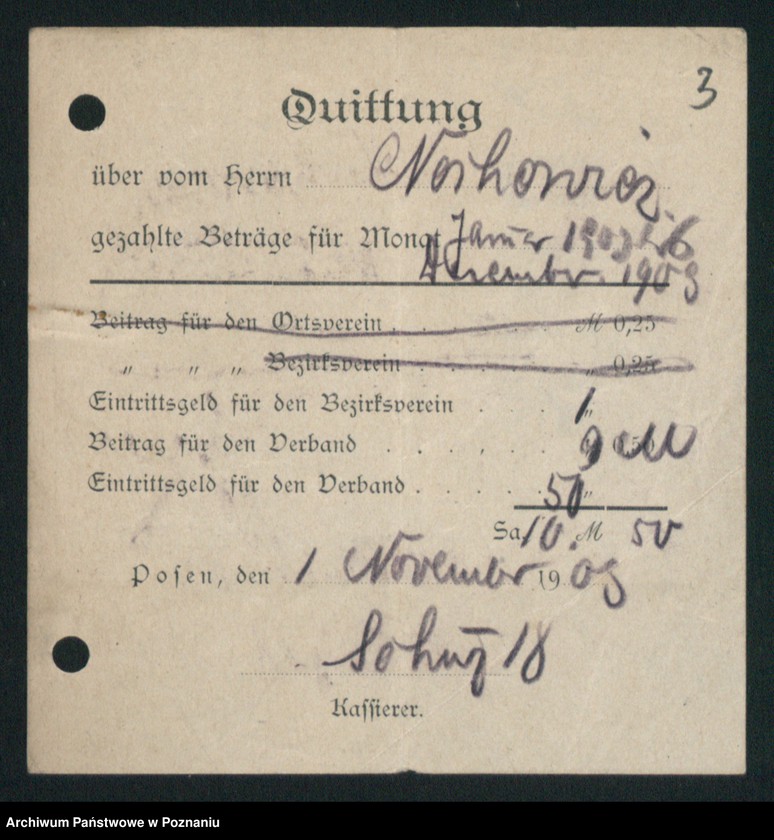 3
Quittung
über vom Herrn
gezahlte Beträge für Monat Januar 1903 bis
Dezember 1903
Beitrag für den Ortsverein . . . . . M 0,25
„ „ „ Bezirksverein . . . . . „ 0,25
Eintrittsgeld für den Bezirksverein . . . 1 „
Beitrag für den Verband . . . . . 9 M
Eintrittsgeld für den Verband . . . . 50 „
Sa. 10. M 50
Posen, den 1 November 1903
Kassierer.
Archiwum Państwowe w Poznaniu